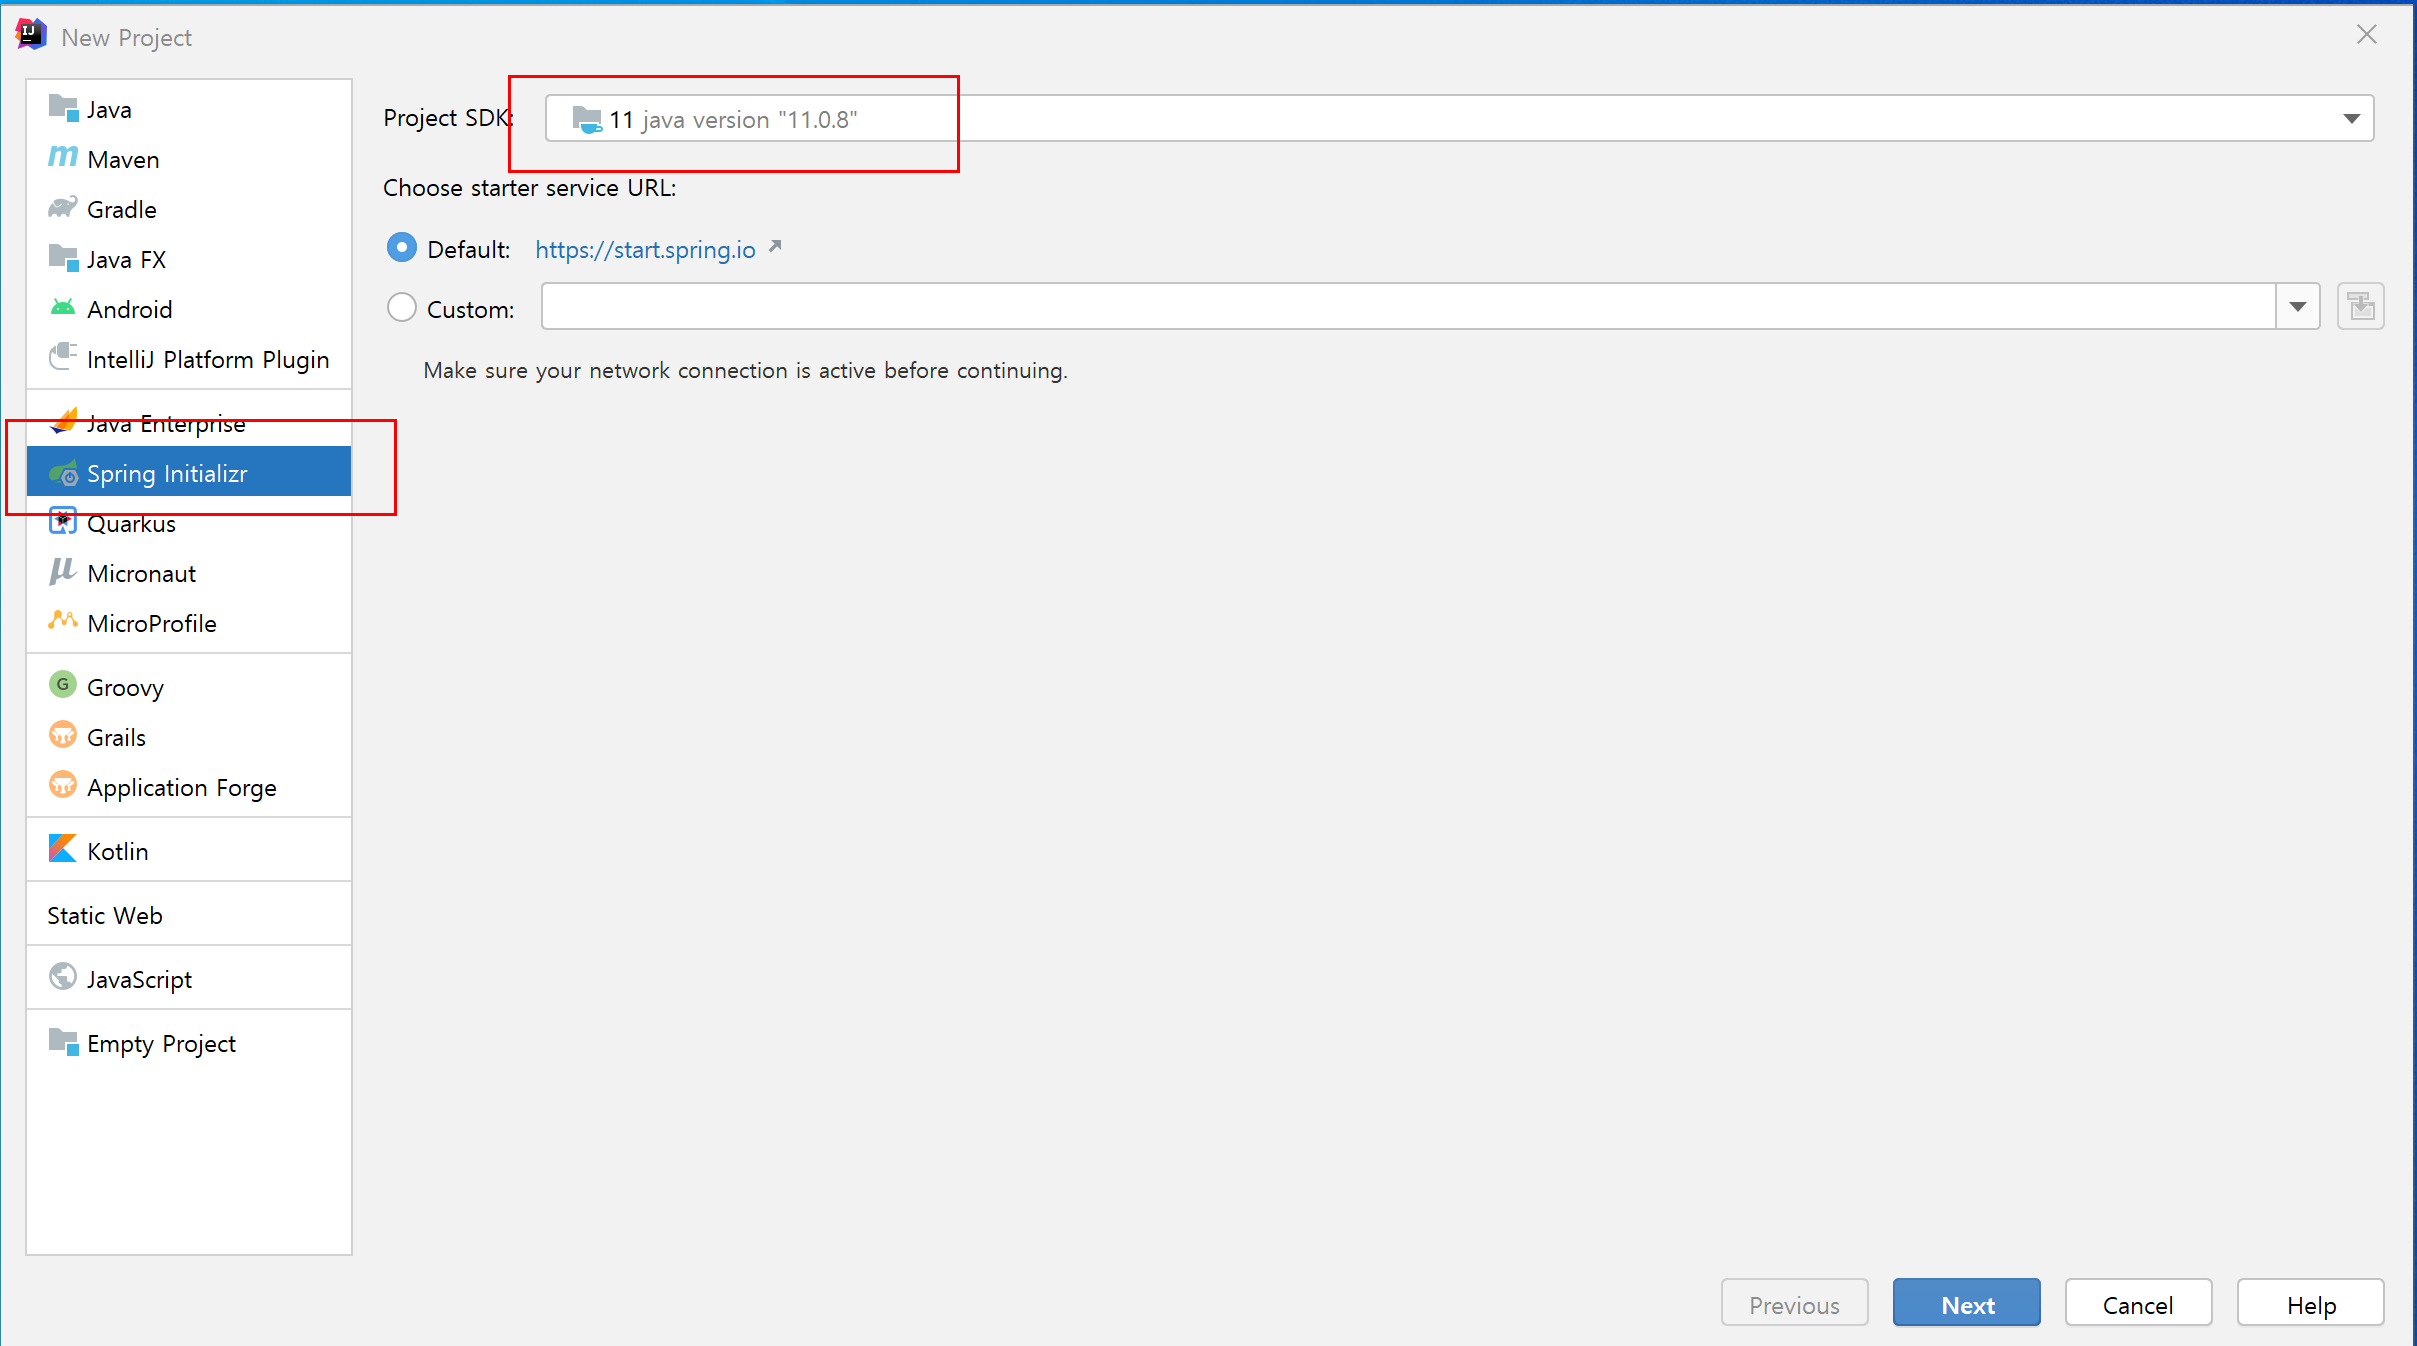 New Project
Java
Maven
Gradle
Java FX
Android
IntelliJ Platform Plugin
Java Enterprise
Spring Initializr
Quarkus
Micronaut
MicroProfile
Groovy
Grails
Application Forge
Kotlin
Static Web
JavaScript
Empty Project
Project SDK: 11 java version "11.0.8"
Choose starter service URL:
Default: https://start.spring.io
Custom:
Make sure your network connection is active before continuing.
Previous Next Cancel Help